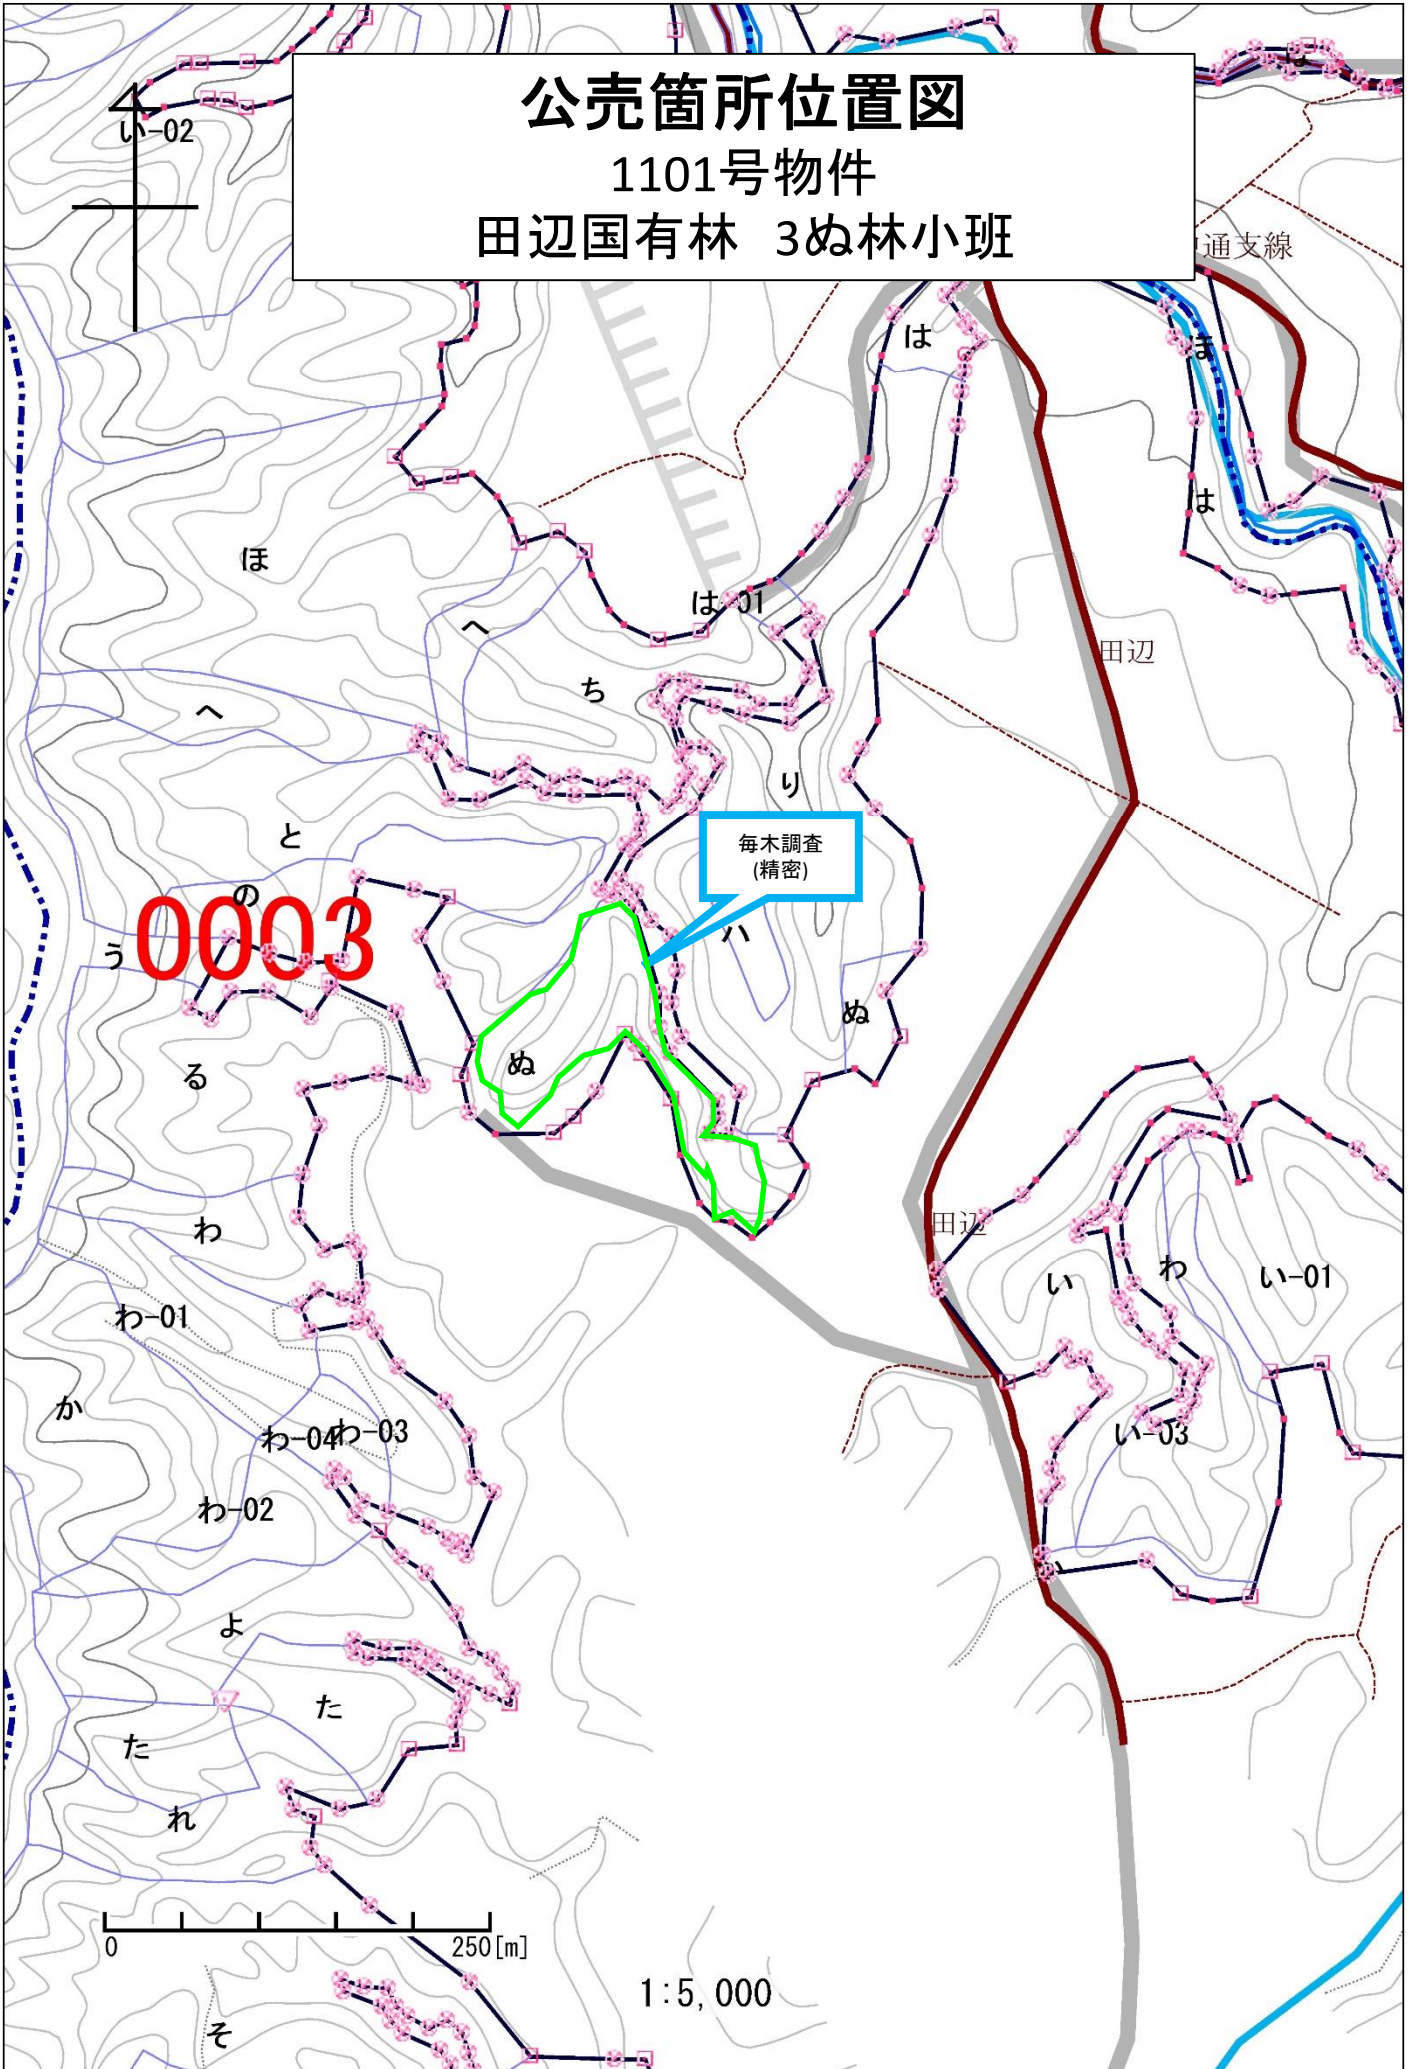 公売箇所位置図
1101号物件
田辺国有林 3ぬ林小班
い-02
は
通支線
は
ほ
は
ほ
は-01
へ
田辺
ち
へ
り
毎木調査
(精密)
と
の
0003
う
ハ
ぬ
ぬ
る
わ
田辺
い
わ
い-01
わ-01
か
わ-04
わ-03
い-03
わ-02
よ
た
た
れ
0
250[m]
1:5,000
そ